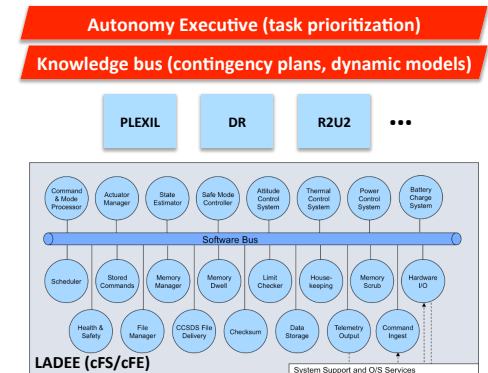 Autonomy Executive (task prioritization)
Knowledge bus (contingency plans, dynamic models)
PLEXIL
DR
R2U2
•••
Command
& Mode
Processor
Actuator
Manager
State
Estimator
Safe Mode
Controller
Attitude
Control
System
Thermal
Control
System
Power
Control
System
Battery
Charge
System
Software Bus
Scheduler
Stored
Commands
Memory
Manager
Memory
Dwell
Limit
Checker
House-
keeping
Memory
Scrub
Hardware
I/O
Health &
Safety
File
Manager
CCSDS File
Delivery
Checksum
Data
Storage
Telemetry
Output
Command
Ingest
LADEE (cFS/cFE)
System Support and O/S Services